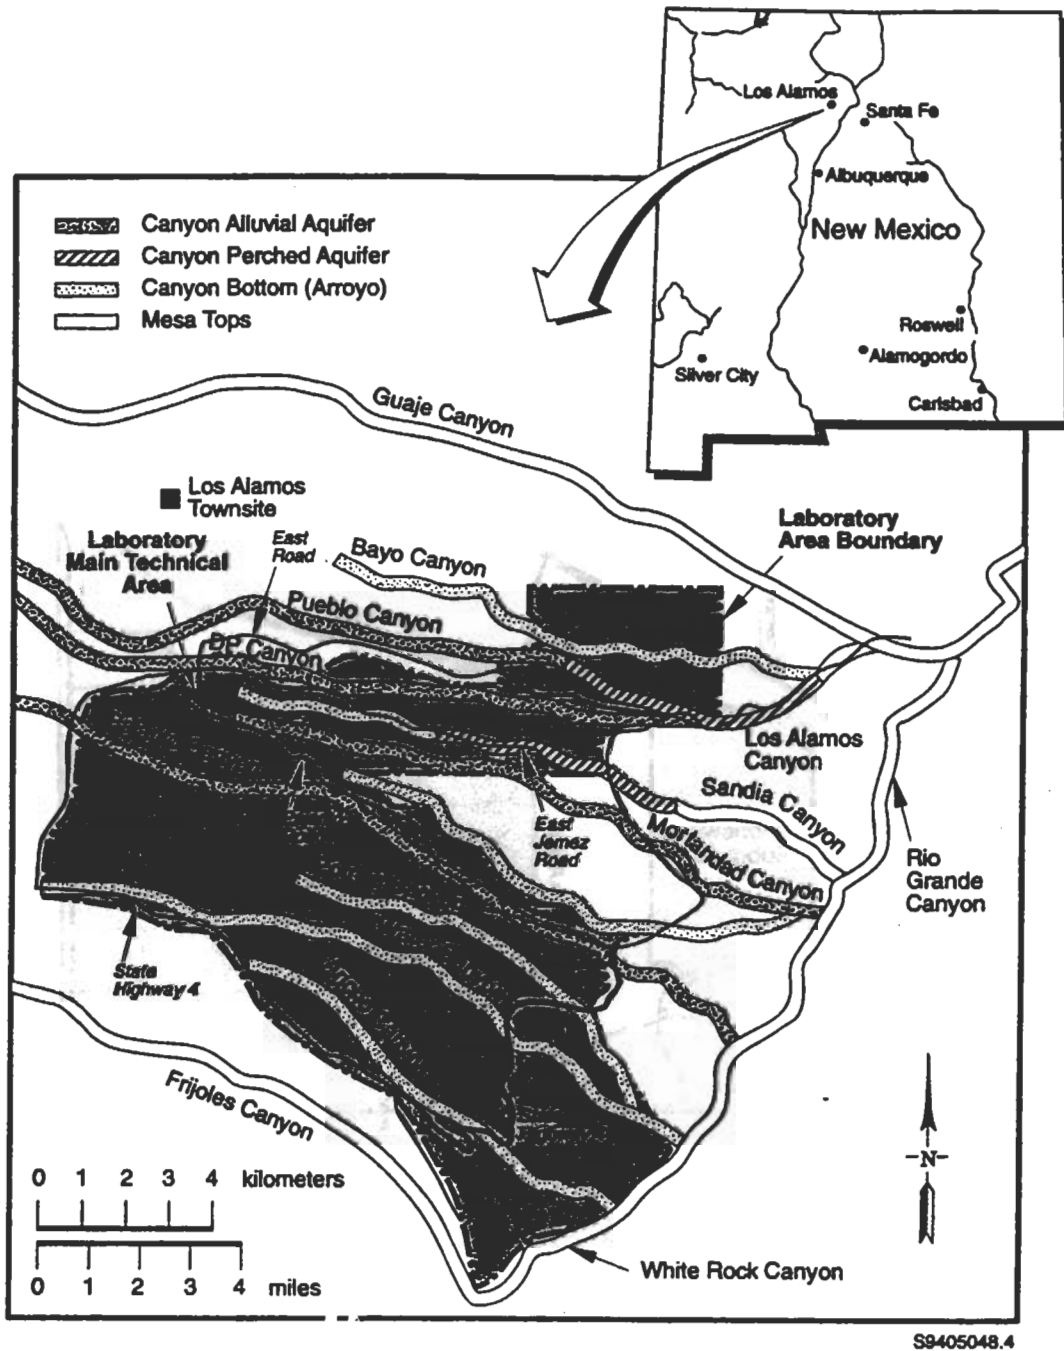 Los Alamos
Santa Fe
Albuquerque
New Mexico
Roswell
Alamogordo
Silver City
Carlsbad
Canyon Alluvial Aquifer
Canyon Perched Aquifer
Canyon Bottom (Arroyo)
Mesa Tops
Guaje Canyon
Los Alamos
Townsite
Laboratory
Main Technical
Area
East
Road
Bayo Canyon
Laboratory
Area Boundary
Pueblo Canyon
DP Canyon
Los Alamos
Canyon
Sandia Canyon
East
Jemez
Road
Mortandad Canyon
Rio
Grande
Canyon
State
Highway 4
Frijoles Canyon
N
0 1 2 3 4 kilometers
0 1 2 3 4 miles
White Rock Canyon
S9405048.4